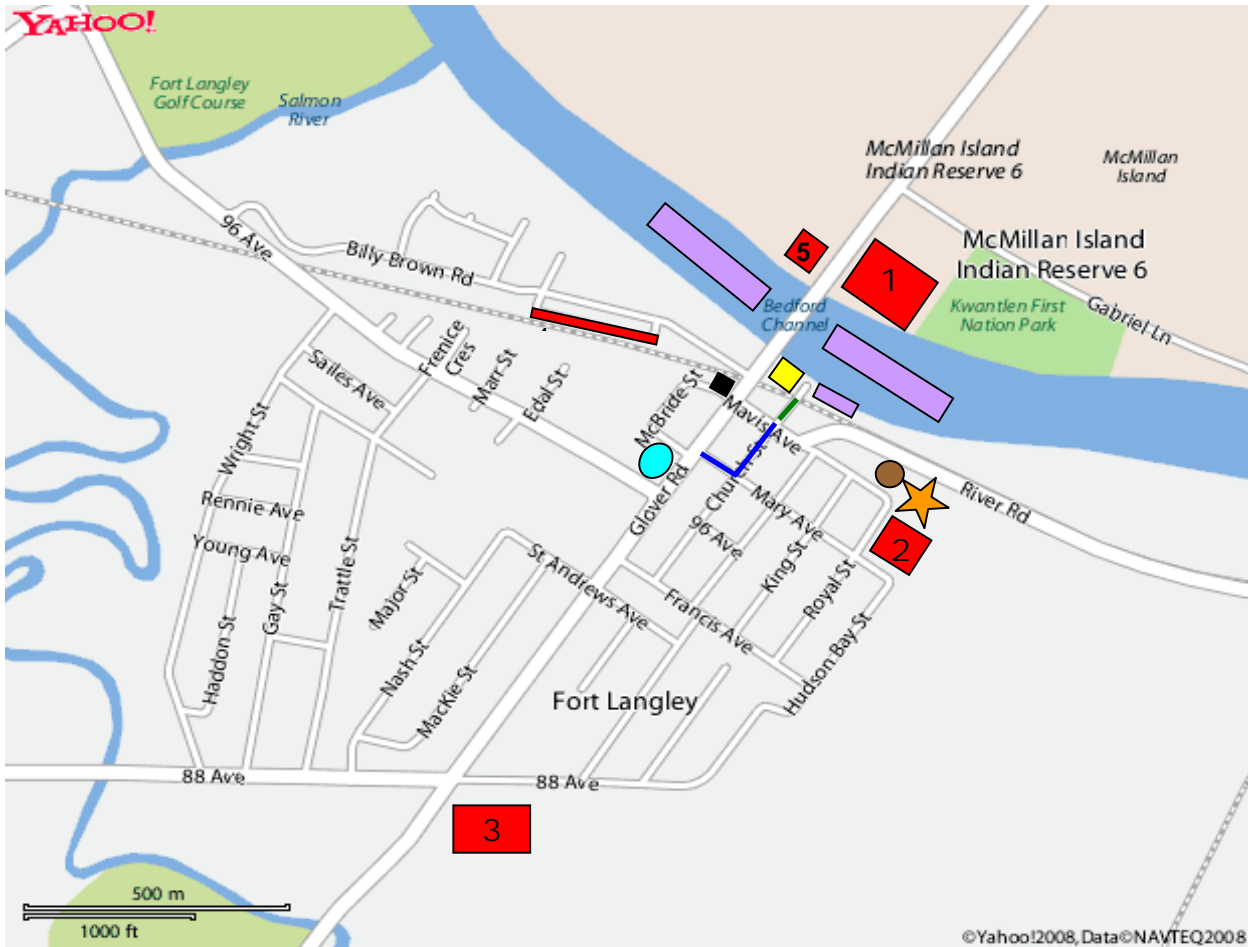 YAHOO!
Fort Langley
Golf Course
Salmon
River
McMillan Island
Indian Reserve 6
McMillan
Island
96 Ave
Billy Brown Rd
5
1
McMillan Island
Indian Reserve 6
Bedford
Channel
Kwantlen First
Nation Park
Gabriel Ln
Frenice
Cres
Sailes Ave
Marr St
Edal St
McBride St
Mavis Ave
Wright St
Glover Rd
Mary Ave
River Rd
Rennie Ave
Young Ave
96 Ave
2
St Andrews Ave
King St
Royal St
Trattle St
Gay St
Major St
Francis Ave
Haddon St
Nash St
MacKie St
Hudson Bay St
Fort Langley
88 Ave
88 Ave
3
500 m
1000 ft
©Yahoo!2008, Data©NAVTEQ2008